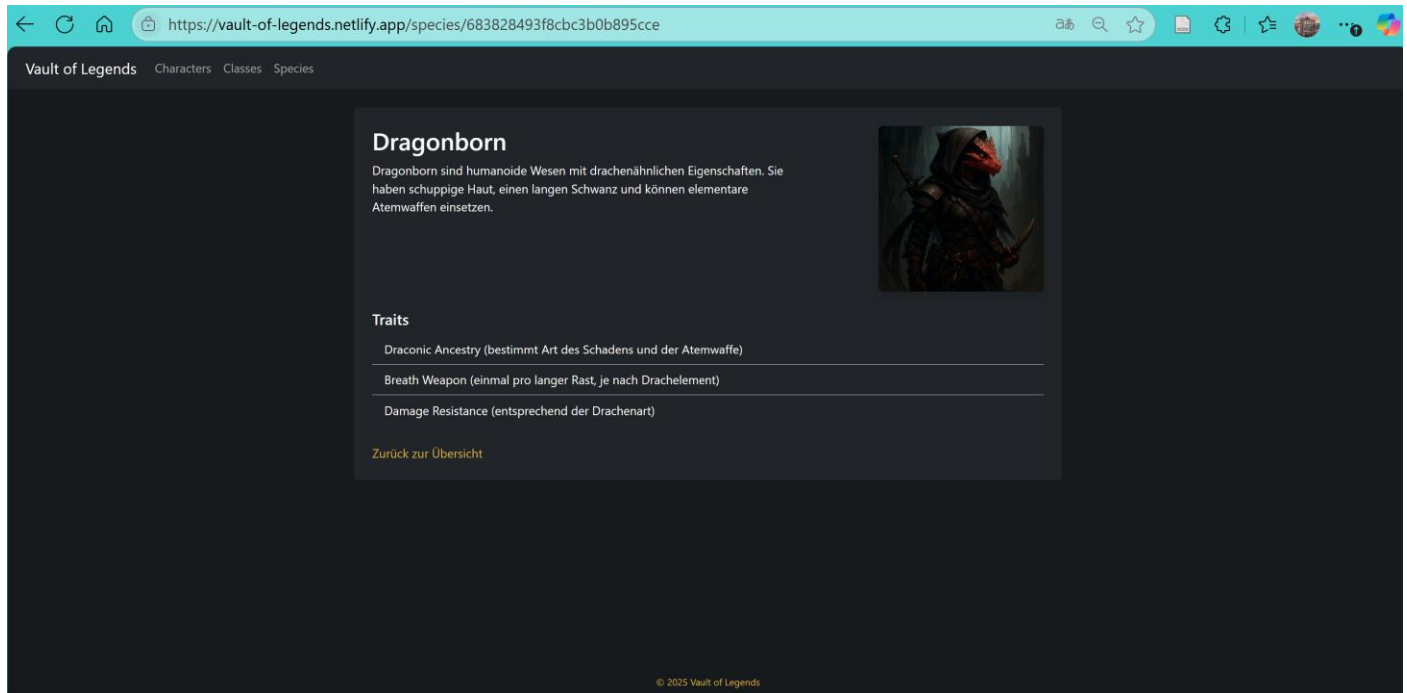 https://vault-of-legends.netlify.app/species/683828493f8cbc3b0b895cce
Vault of Legends Characters Classes Species
Dragonborn
Dragonborn sind humanoide Wesen mit drachenähnlichen Eigenschaften. Sie
haben schuppige Haut, einen langen Schwanz und können elementare
Atemwaffen einsetzen.
Traits
Draconic Ancestry (bestimmt Art des Schadens und der Atemwaffe)
Breath Weapon (einmal pro langer Rast, je nach Drachelement)
Damage Resistance (entsprechend der Drachenart)
Zurück zur Übersicht
© 2025 Vault of Legends